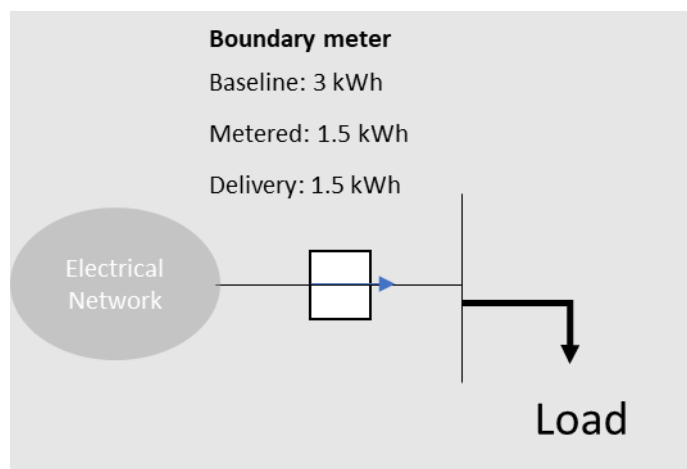 Boundary meter
Baseline: 3 kWh
Metered: 1.5 kWh
Delivery: 1.5 kWh
Electrical
Network
Load